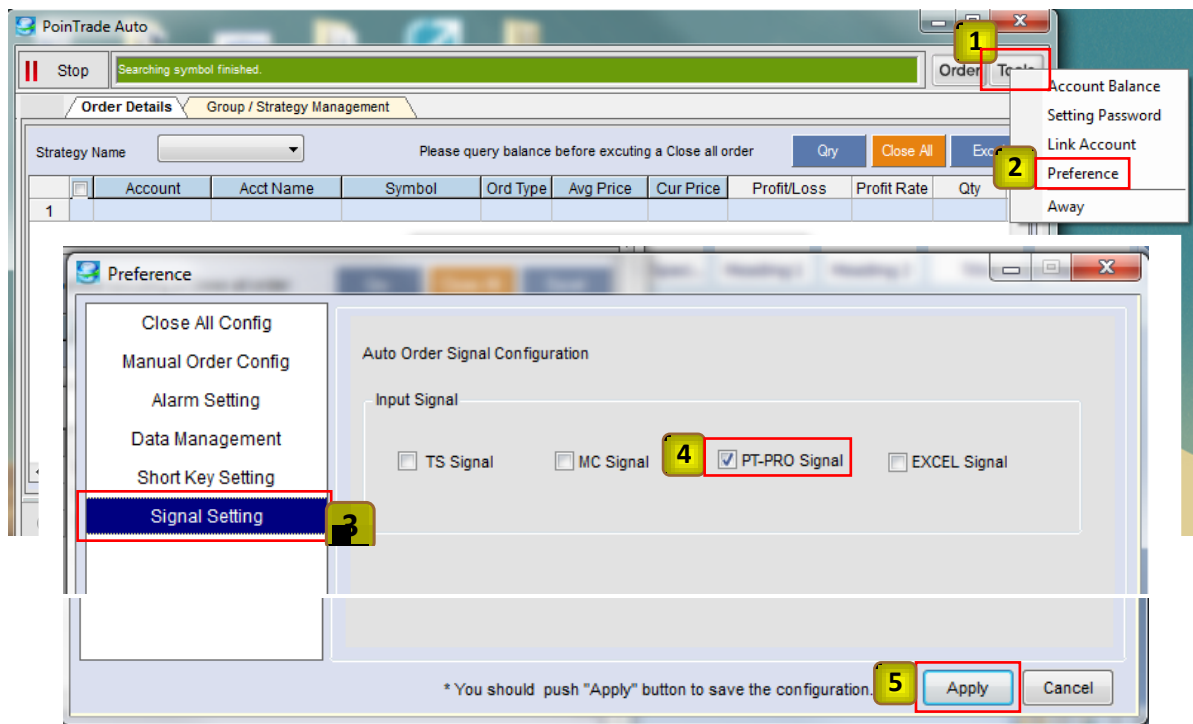 PoinTrade Auto
1
Stop
Searching symbol finished.
Order
Tools
Order Details
Group / Strategy Management
Account Balance
Setting Password
Link Account
2
Preference
Away
Strategy Name
Please query balance before excuting a Close all order
Qry
Close All
Account
Acct Name
Symbol
Ord Type
Avg Price
Cur Price
Profit/Loss
Profit Rate
Qty
1
Preference
Close All Config
Manual Order Config
Alarm Setting
Data Management
Short Key Setting
Signal Setting
3
Auto Order Signal Configuration
Input Signal
TS Signal
MC Signal
4
PT-PRO Signal
EXCEL Signal
* You should push "Apply" button to save the configuration.
5
Apply
Cancel